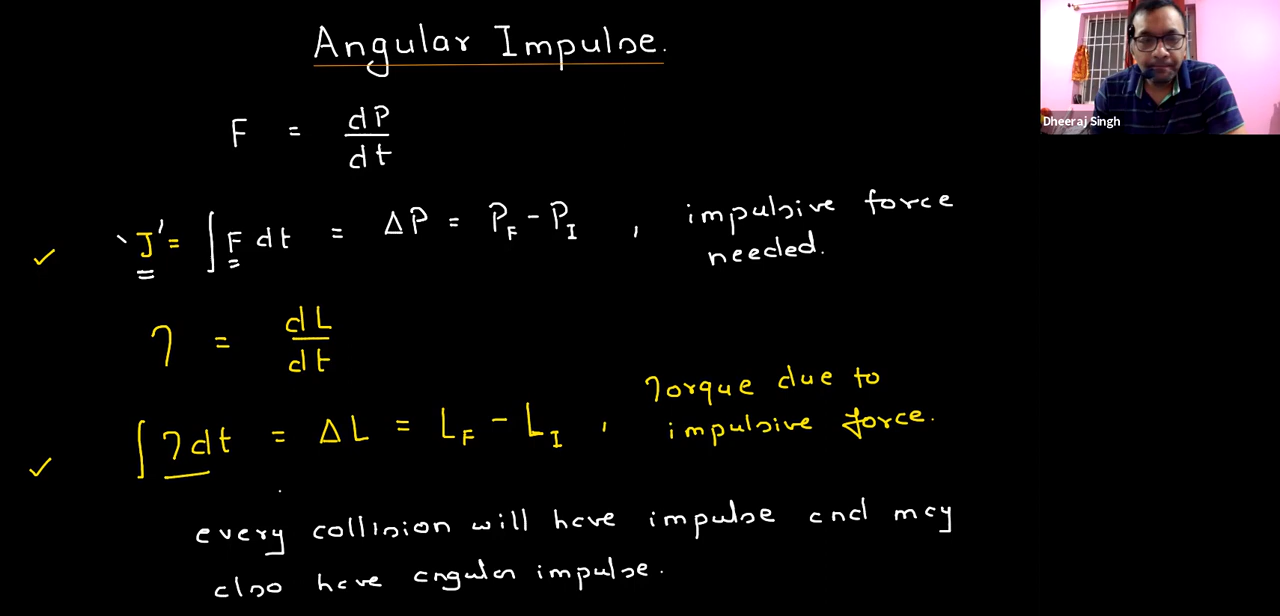 Angular Impulse.
Dheeraj Singh
F = dP/dt
'J' = ∫F dt = ΔP = P_F - P_I , impulsive force needed.
τ = dL/dt
∫τ dt = ΔL = L_F - L_I , Torque due to impulsive force.
every collision will have impulse and may
also have angular impulse.